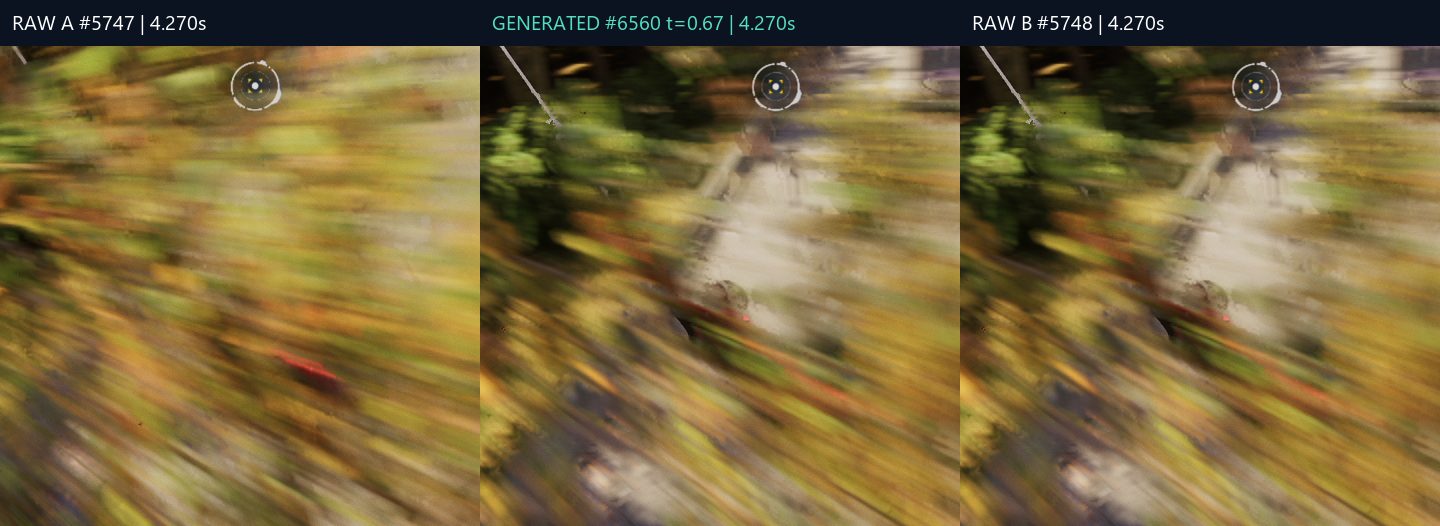 RAW A #5747 | 4.270s
GENERATED #6560 t=0.67 | 4.270s
RAW B #5748 | 4.270s